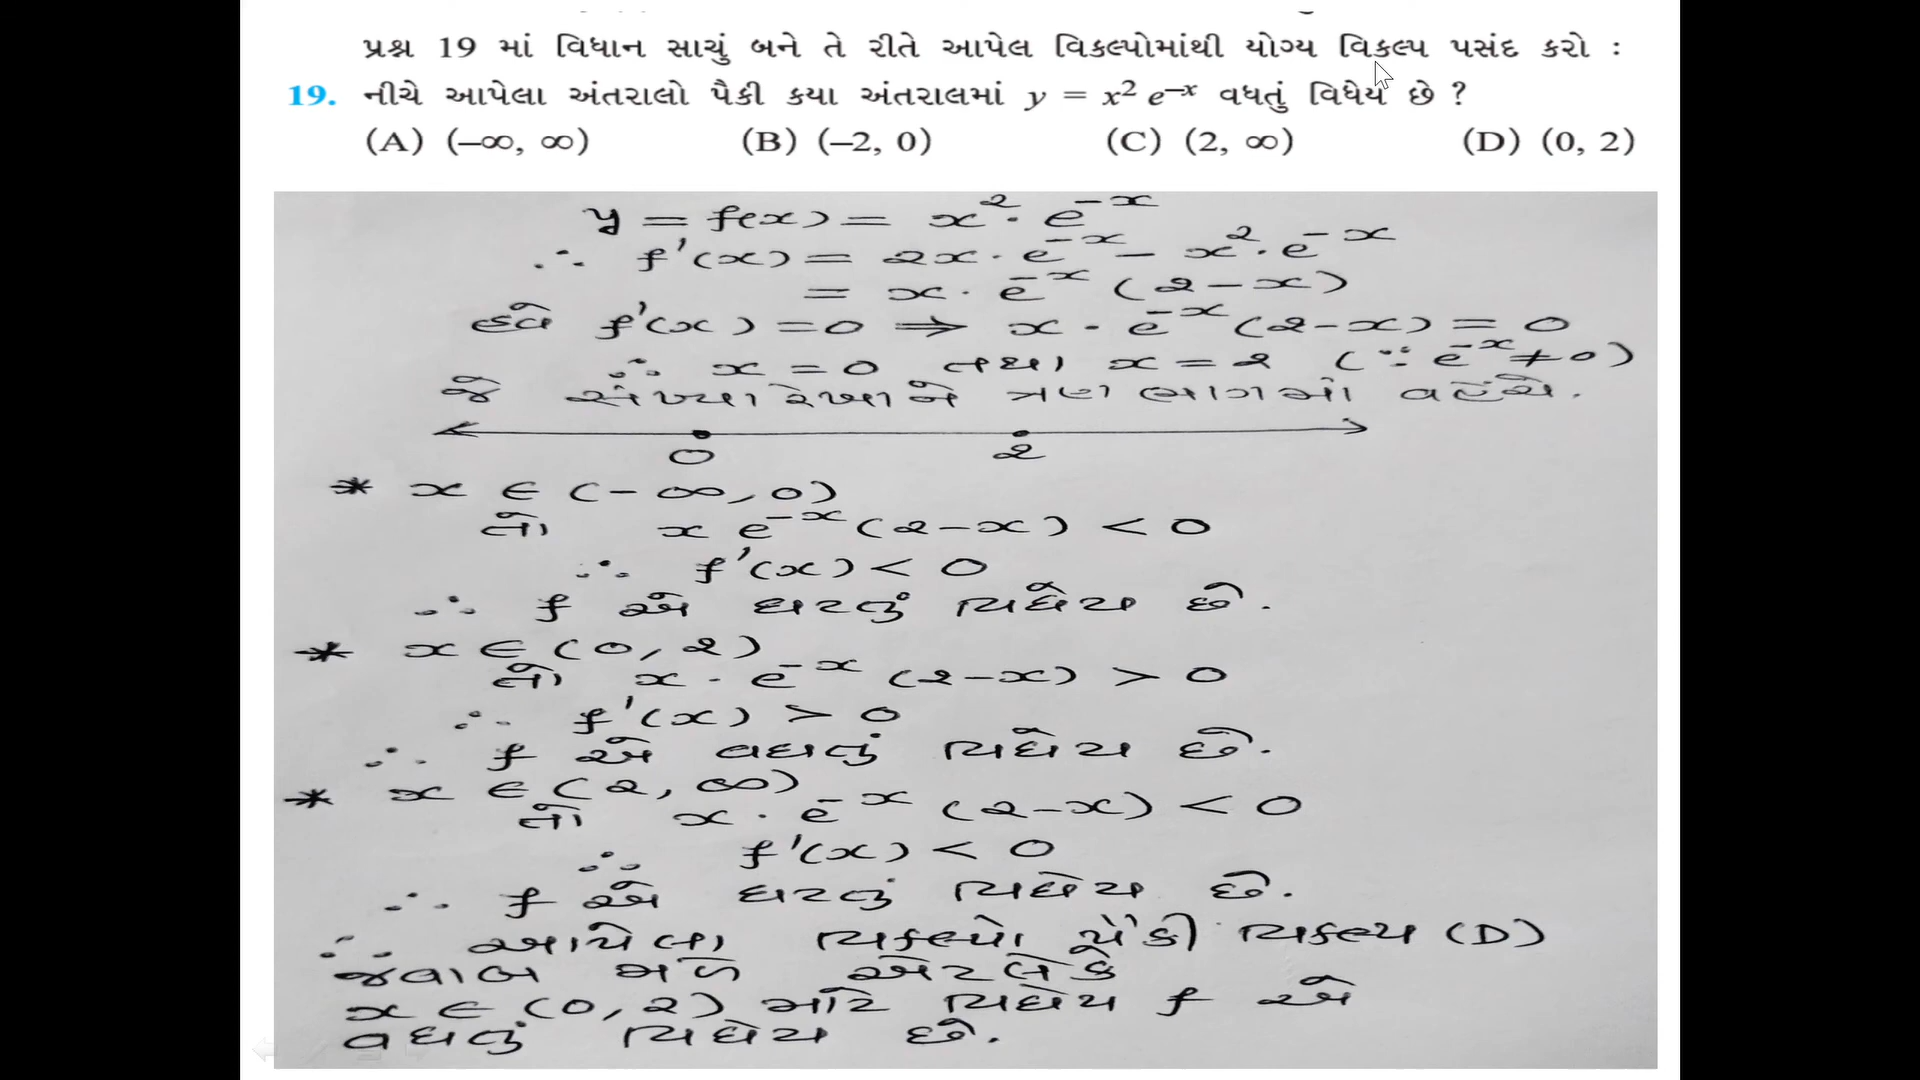 પ્રશ્ન 19 માં વિધાન સાચું બને તે રીતે આપેલ વિકલ્પોમાંથી યોગ્ય વિકલ્પ પસંદ કરો :
19. નીચે આપેલા અંતરાલો પૈકી કયા અંતરાલમાં y = x² e⁻ˣ વધતું વિધેય છે ?
(A) (–∞, ∞) (B) (–2, 0) (C) (2, ∞) (D) (0, 2)
y = f(x) = x² · e⁻ˣ
∴ f'(x) = 2x · e⁻ˣ – x² · e⁻ˣ
= x · e⁻ˣ (2 – x)
હવે f'(x) = 0 ⇒ x · e⁻ˣ (2 – x) = 0
∴ x = 0 તથા x = 2 (∵ e⁻ˣ ≠ 0)
જે સંખ્યારેખાને ત્રણ ભાગમાં વહેંચે.
0 2
* x ∈ (–∞, 0)
તો x e⁻ˣ (2 – x) < 0
∴ f'(x) < 0
∴ f એ ઘટતું વિધેય છે.
* x ∈ (0, 2)
તો x · e⁻ˣ (2 – x) > 0
∴ f'(x) > 0
∴ f એ વધતું વિધેય છે.
* x ∈ (2, ∞)
તો x · e⁻ˣ (2 – x) < 0
∴ f'(x) < 0
∴ f એ ઘટતું વિધેય છે.
∴ આપેલા વિકલ્પો પૈકી વિકલ્પ (D)
જવાબ મળે એટલે કે
x ∈ (0, 2) માટે વિધેય f એ
વધતું વિધેય છે.